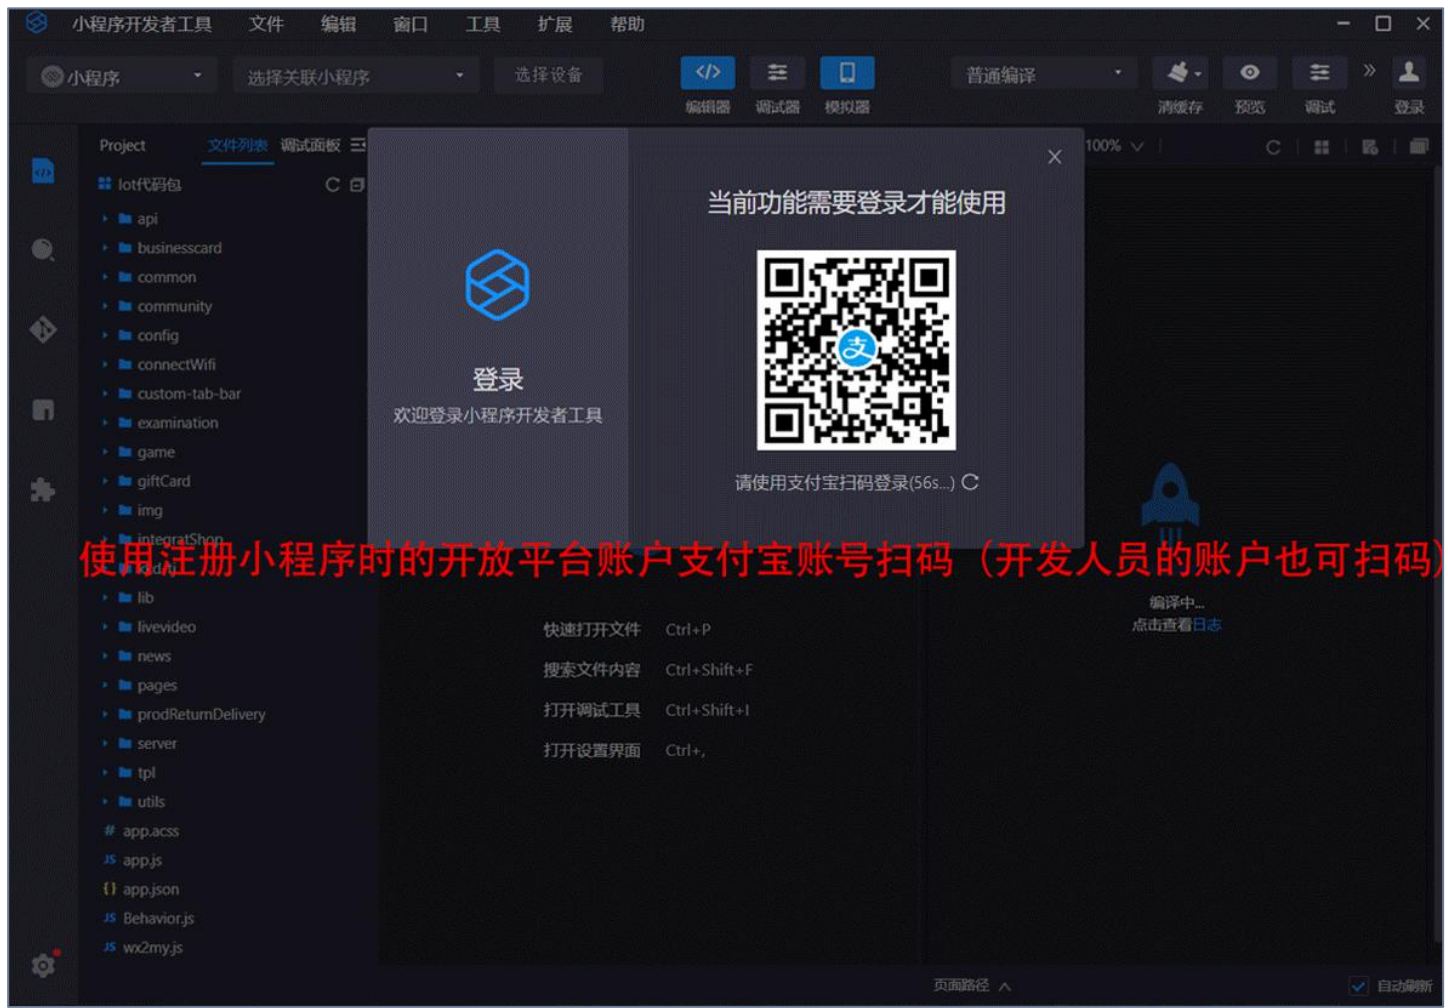 小程序开发者工具 文件 编辑 窗口 工具 扩展 帮助
小程序 选择关联小程序 选择设备 普通编译
编辑器 调试器 模拟器 清缓存 预览 调试 登录
Project 文件列表 调试面板 100%
lot代码包
api
businesscard
common
community
config
connectWifi
custom-tab-bar
examination
game
giftCard
img
integratShop
lib
livevideo
news
pages
prodReturnDelivery
server
tpl
utils
# app.acss
JS app.js
{} app.json
JS Behavior.js
JS wx2my.js
登录
欢迎登录小程序开发者工具
当前功能需要登录才能使用
支
请使用支付宝扫码登录(56s...)
使用注册小程序时的开放平台账户支付宝账号扫码（开发人员的账户也可扫码）
快速打开文件 Ctrl+P
搜索文件内容 Ctrl+Shift+F
打开调试工具 Ctrl+Shift+I
打开设置界面 Ctrl+,
编译中...
点击查看日志
页面路径
自动刷新